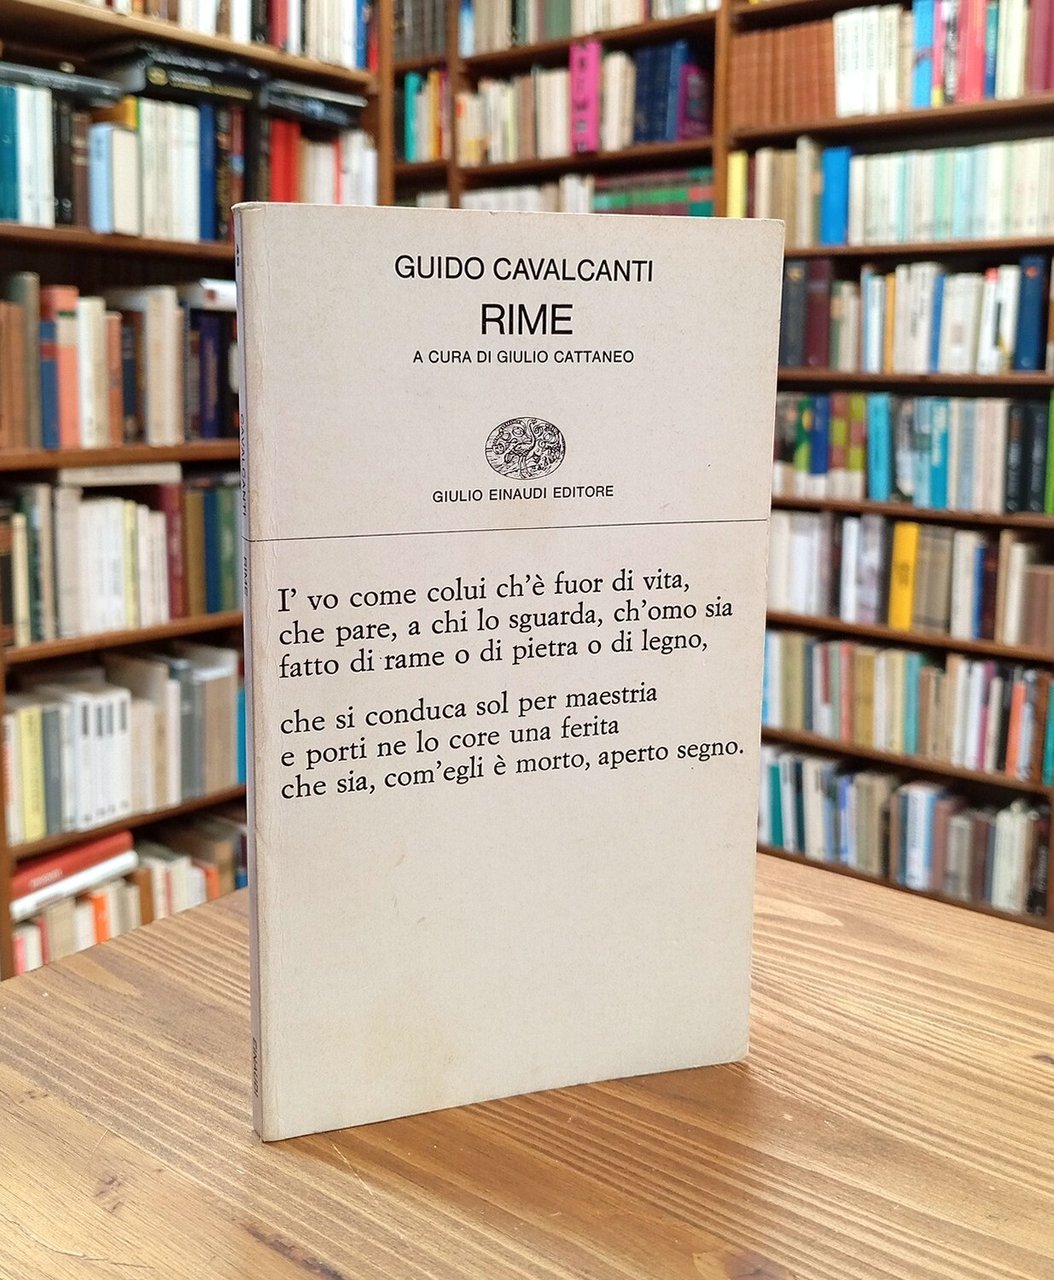 GUIDO CAVALCANTI
RIME
A CURA DI GIULIO CATTANEO
GIULIO EINAUDI EDITORE
I' vo come colui ch'è fuor di vita,
che pare, a chi lo sguarda, ch'omo sia
fatto di rame o di pietra o di legno,
che si conduca sol per maestria
e porti ne lo core una ferita
che sia, com'egli è morto, aperto segno.
CAVALCANTI / RIME
EINAUDI